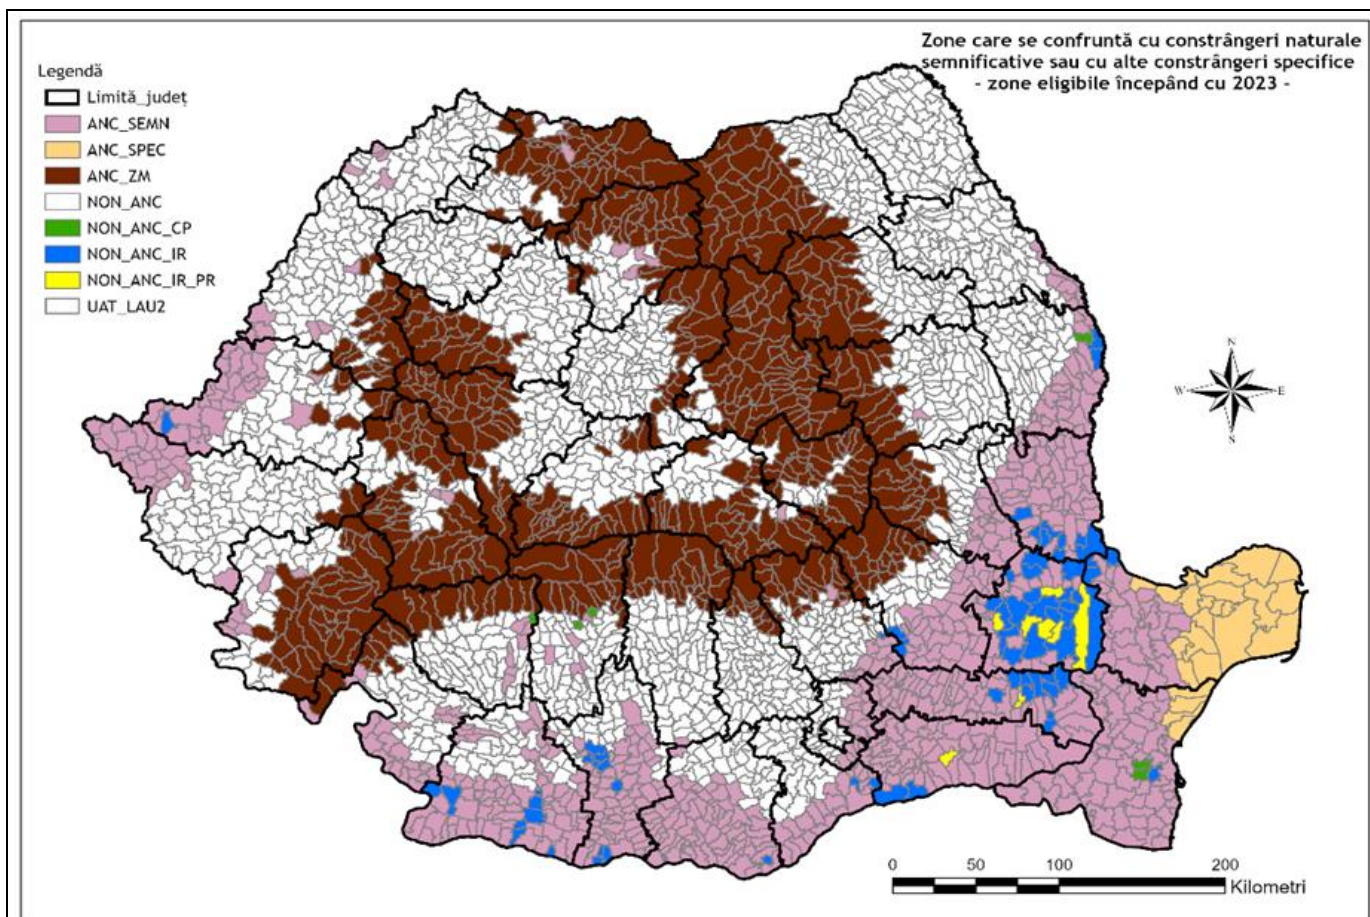 Zone care se confruntă cu constrângeri naturale
semnificative sau cu alte constrângeri specifice
- zone eligibile începând cu 2023 -
Legendă
Limită_județ
ANC_SEMN
ANC_SPEC
ANC_ZM
NON_ANC
NON_ANC_CP
NON_ANC_IR
NON_ANC_IR_PR
UAT_LAU2
N
W E
S
0 50 100 200
Kilometri